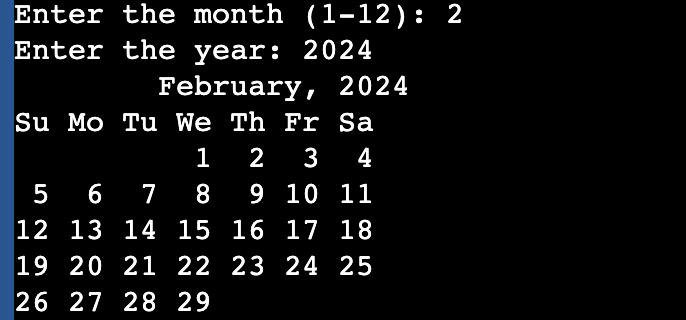 Enter the month (1-12): 2
Enter the year: 2024
        February, 2024
Su Mo Tu We Th Fr Sa
          1  2  3  4
 5  6  7  8  9 10 11
12 13 14 15 16 17 18
19 20 21 22 23 24 25
26 27 28 29